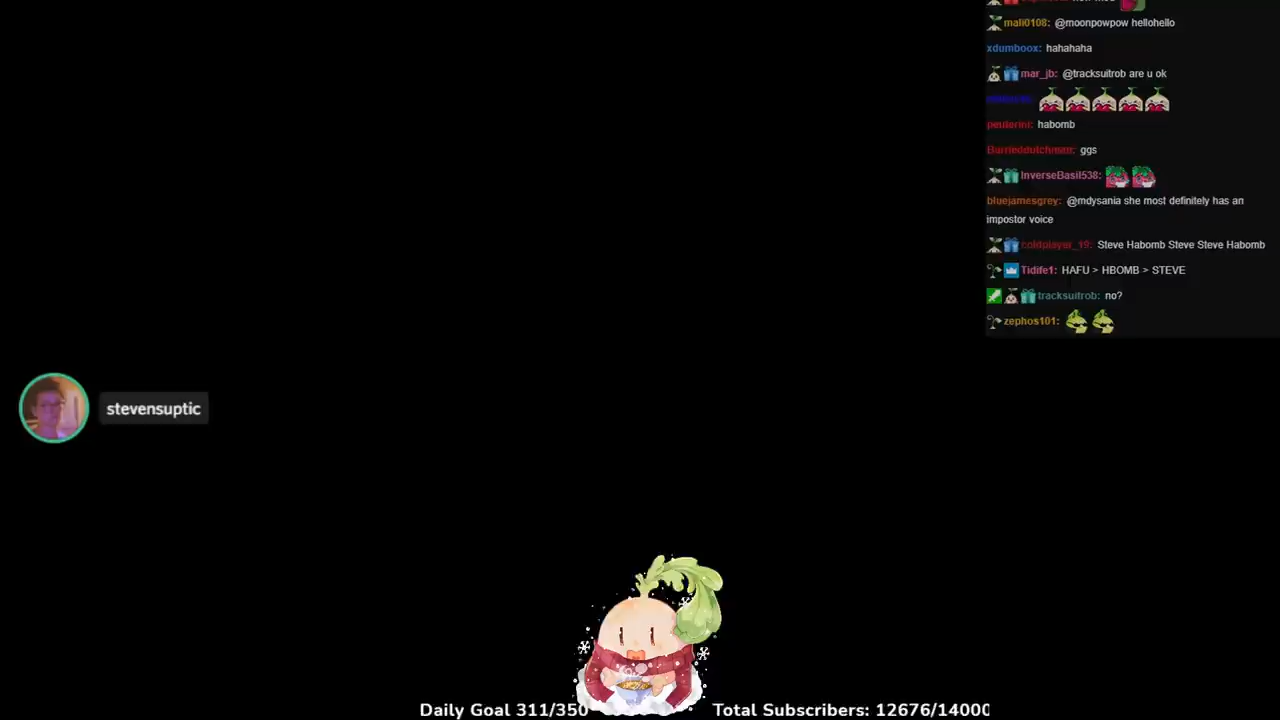 mali0108: @moonpowpow hellohello
xdumboox: hahahaha
mar_jb: @tracksuitrob are u ok
peuterini: habomb
Burrieddutchman: ggs
InverseBasil538:
bluejamesgrey: @mdysania she most definitely has an
impostor voice
coldplayer_19: Steve Habomb Steve Steve Habomb
Tidife1: HAFU > HBOMB > STEVE
tracksuitrob: no?
zephos101:
stevensuptic
Daily Goal 311/350
Total Subscribers: 12676/14000